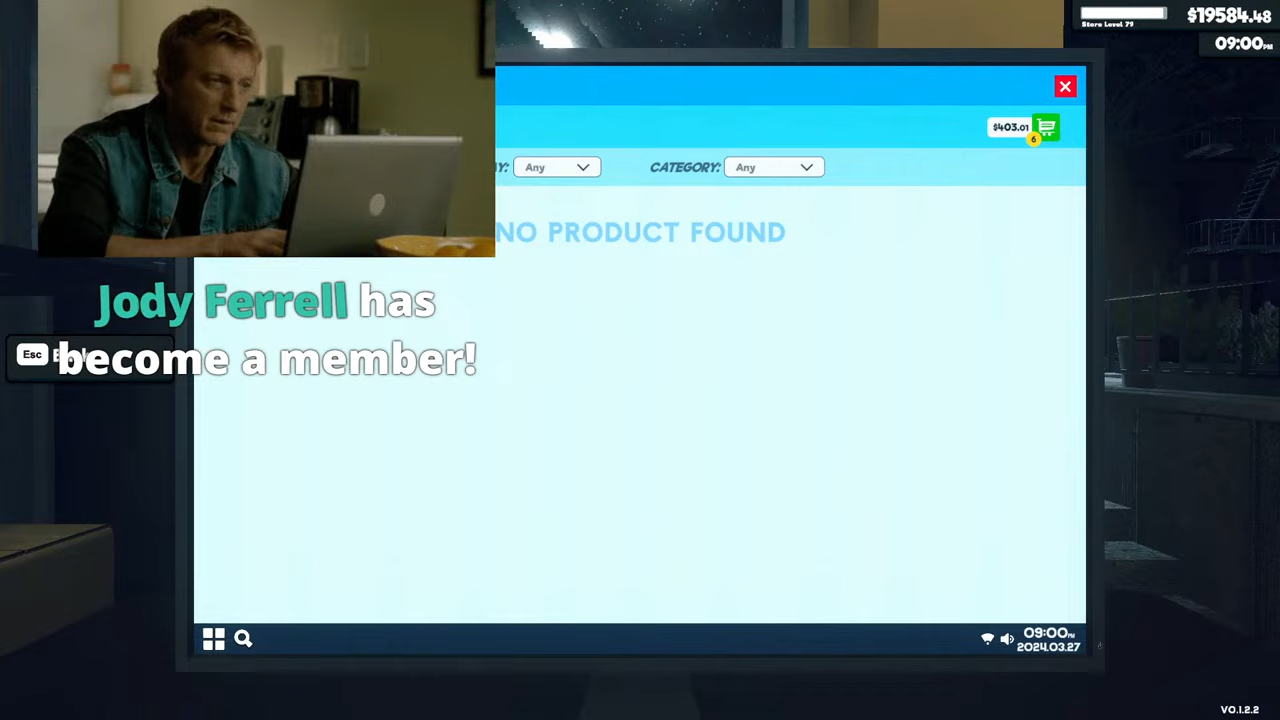 $19584.48
Store Level 79
09:00PM
$403.01
6
Y: Any
CATEGORY: Any
NO PRODUCT FOUND
Jody Ferrell has
become a member!
Esc
09:00PM
2024.03.27
V0.1.2.2